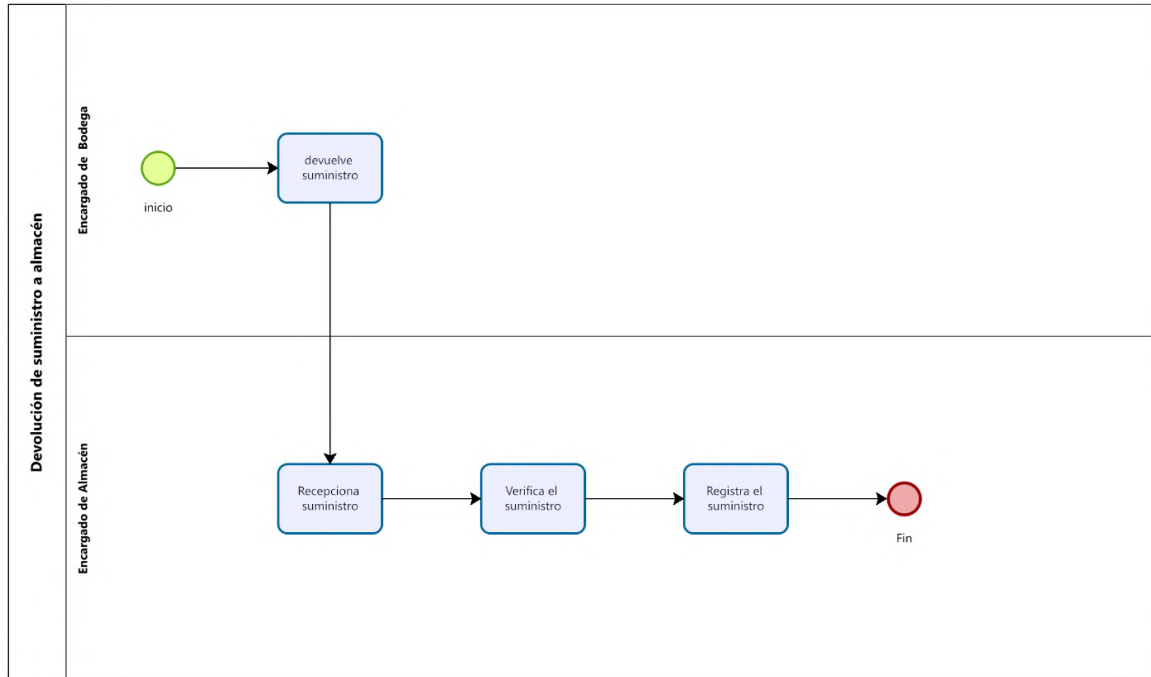 Devolución de suministro a almacén
Encargado de Bodega
inicio
devuelve
suministro
Encargado de Almacén
Recepciona
suministro
Verifica el
suministro
Registra el
suministro
Fin